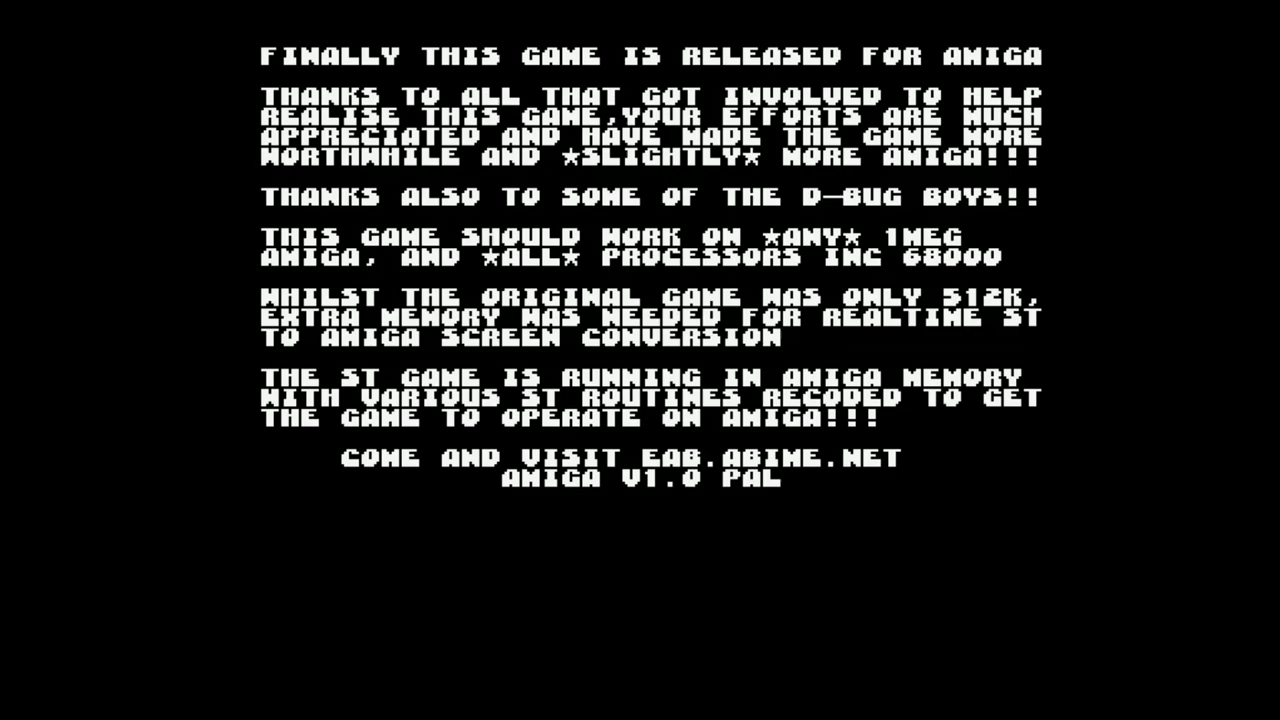 FINALLY THIS GAME IS RELEASED FOR AMIGA
THANKS TO ALL THAT GOT INVOLVED TO HELP
REALISE THIS GAME,YOUR EFFORTS ARE MUCH
APPRECIATED AND HAVE MADE THE GAME MORE
WORTHWHILE AND *SLIGHTLY* MORE AMIGA!!!
THANKS ALSO TO SOME OF THE D-BUG BOYS!!
THIS GAME SHOULD WORK ON *ANY* 1MEG
AMIGA, AND *ALL* PROCESSORS INC 68000
WHILST THE ORIGINAL GAME WAS ONLY 512K,
EXTRA MEMORY WAS NEEDED FOR REALTIME ST
TO AMIGA SCREEN CONVERSION
THE ST GAME IS RUNNING IN AMIGA MEMORY
WITH VARIOUS ST ROUTINES RECODED TO GET
THE GAME TO OPERATE ON AMIGA!!!
COME AND VISIT EAB.ABIME.NET
AMIGA V1.0 PAL